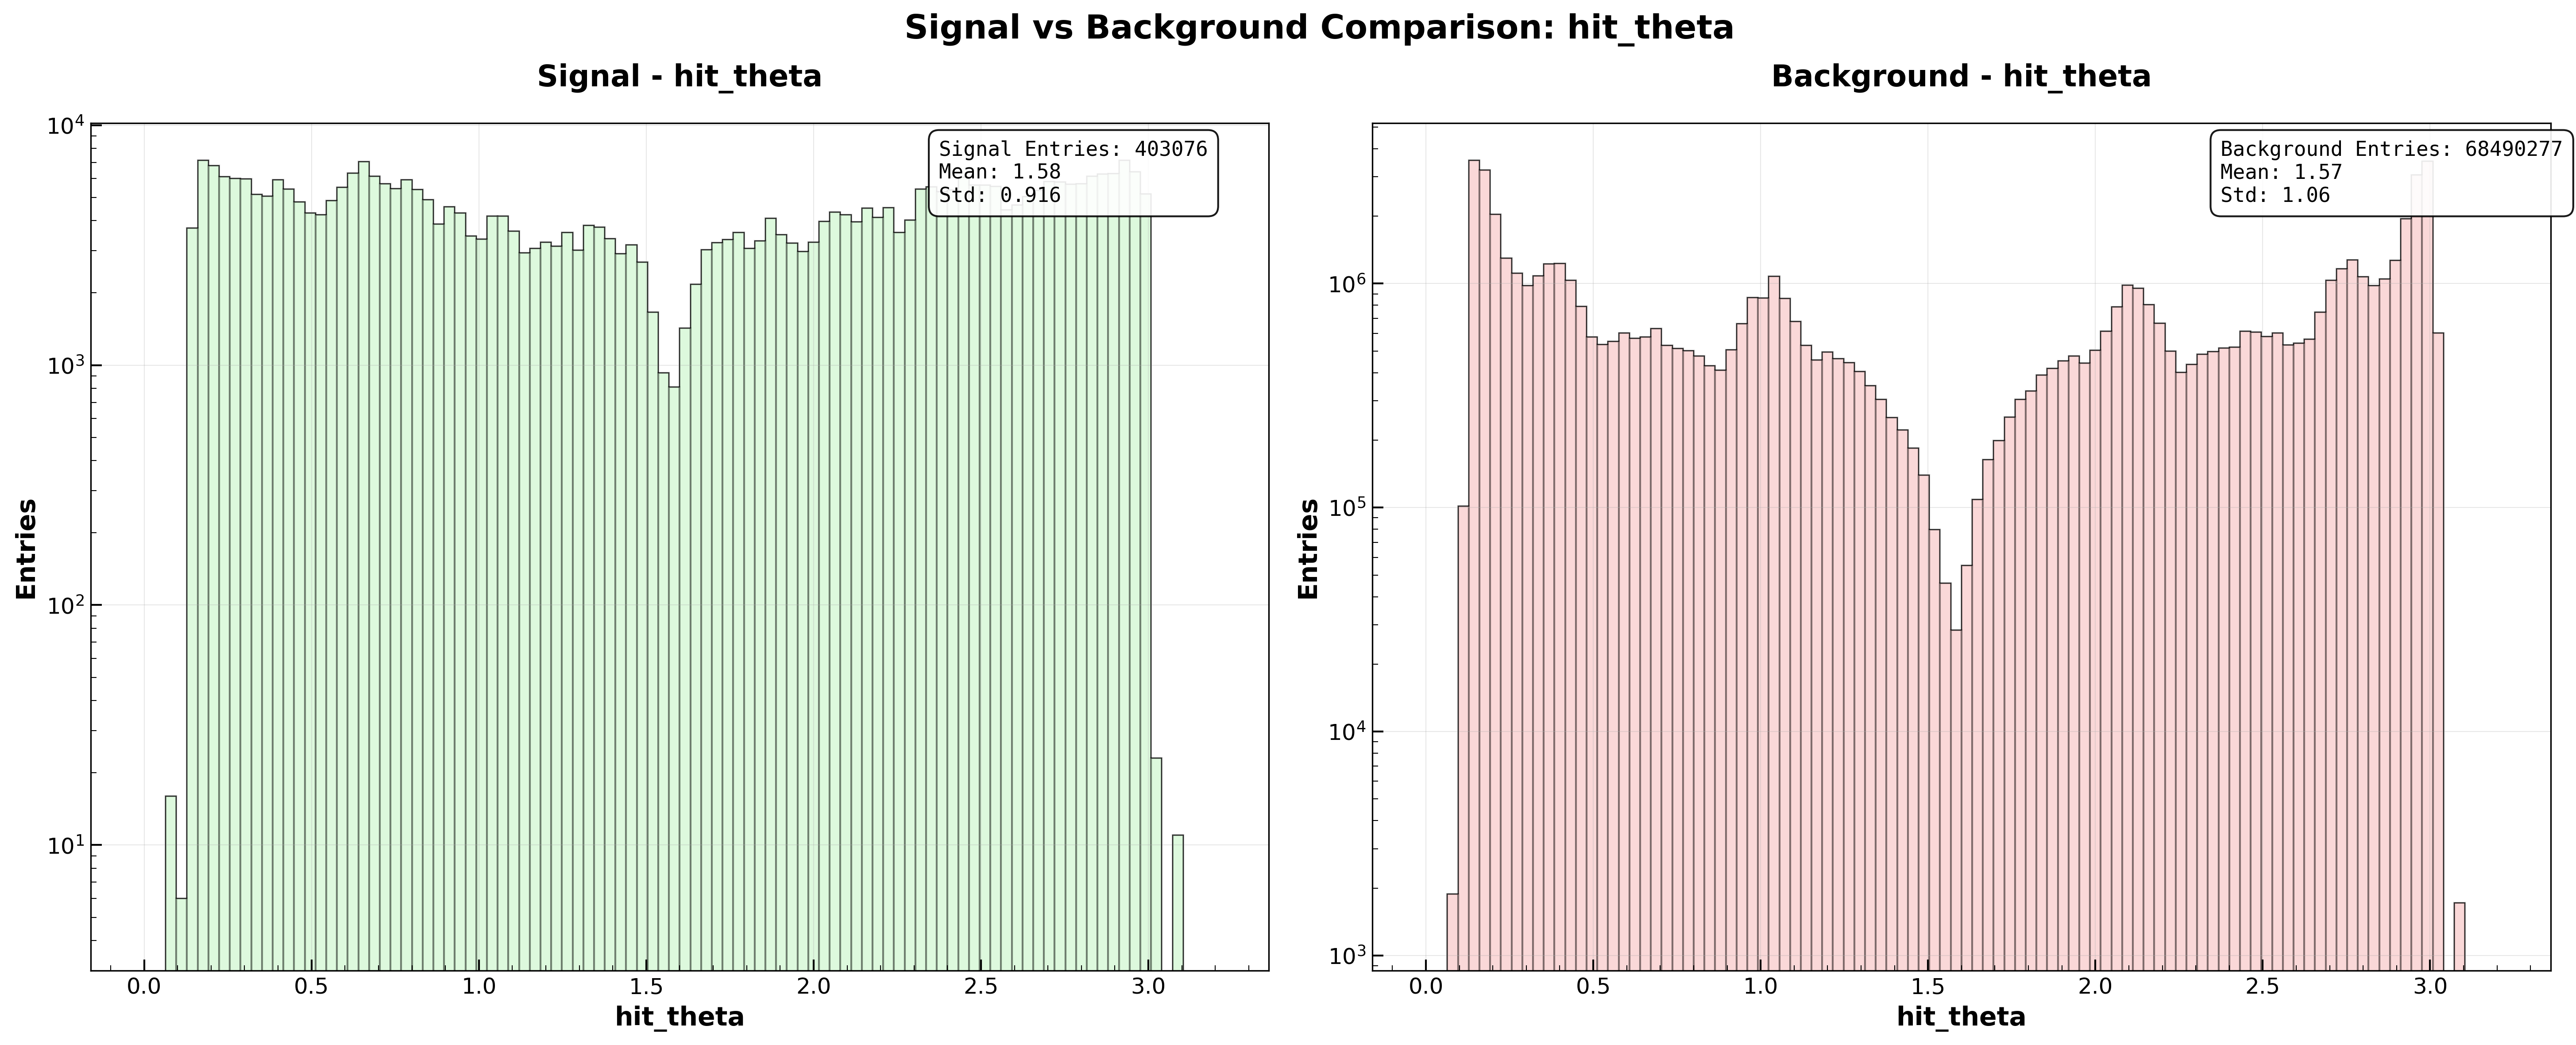 Signal vs Background Comparison: hit_theta
Signal - hit_theta
Signal Entries: 403076
Mean: 1.58
Std: 0.916
10^4
10^3
10^2
10^1
Entries
0.0 0.5 1.0 1.5 2.0 2.5 3.0
hit_theta
Background - hit_theta
Background Entries: 68490277
Mean: 1.57
Std: 1.06
10^6
10^5
10^4
10^3
Entries
0.0 0.5 1.0 1.5 2.0 2.5 3.0
hit_theta